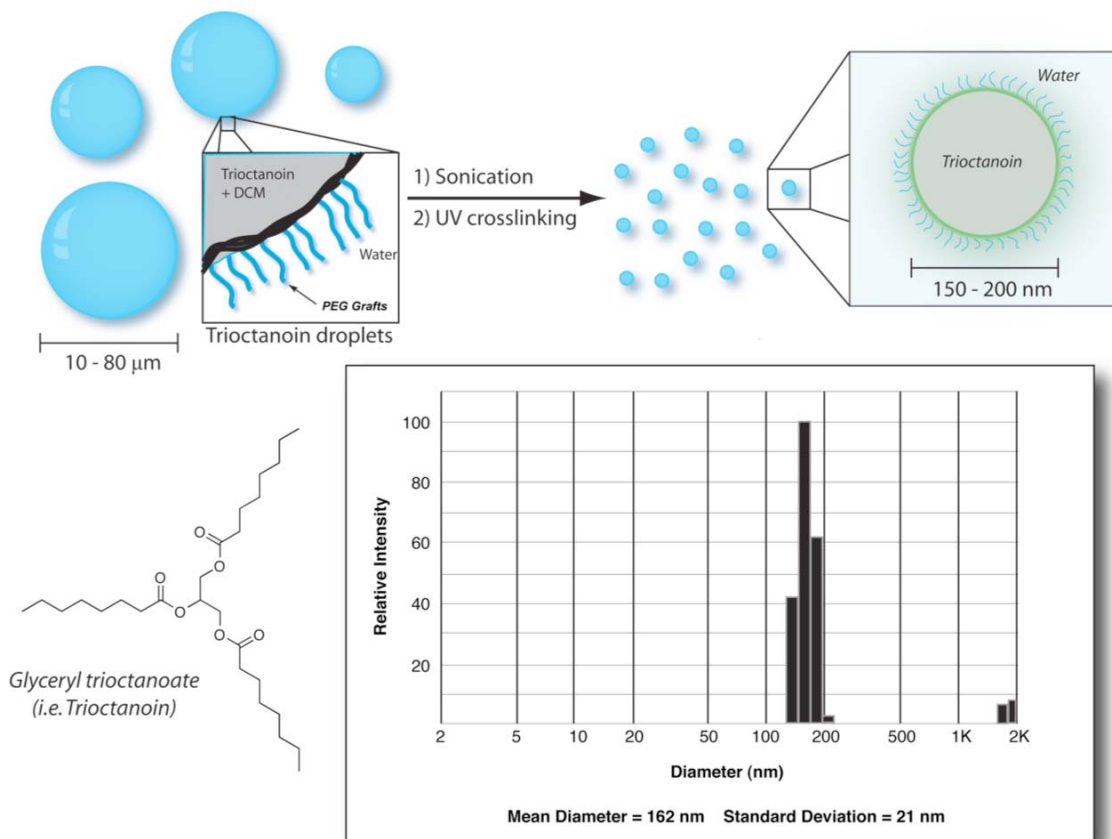 Trioctanoin
+ DCM
Water
PEG Grafts
Trioctanoin droplets
10 - 80 μm
1) Sonication
2) UV crosslinking
Water
Trioctanoin
150 - 200 nm
O
O
O
O
O
O
Glyceryl trioctanoate
(i.e. Trioctanoin)
Relative Intensity
100
80
60
40
20
2 5 10 20 50 100 200 500 1K 2K
Diameter (nm)
Mean Diameter = 162 nm Standard Deviation = 21 nm